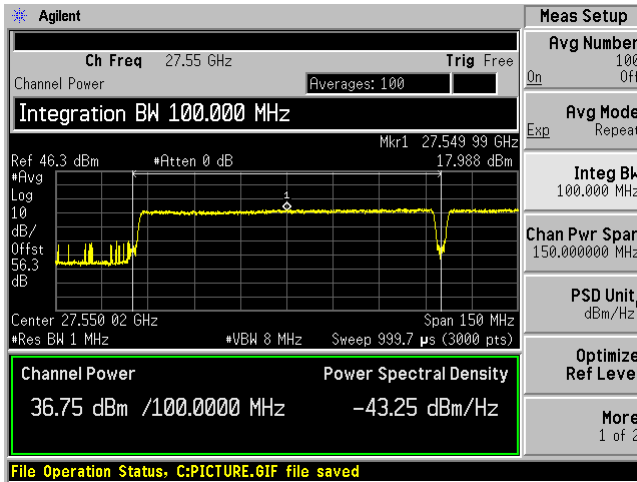 Agilent
Meas Setup
Ch Freq 27.55 GHz Trig Free
Channel Power Averages: 100
Integration BW 100.000 MHz
Mkr1 27.549 99 GHz
Ref 46.3 dBm #Atten 0 dB 17.988 dBm
#Avg
Log
10
dB/
Offst
56.3
dB
1
Center 27.550 02 GHz Span 150 MHz
#Res BW 1 MHz #VBW 8 MHz Sweep 999.7 µs (3000 pts)
Channel Power Power Spectral Density
36.75 dBm /100.0000 MHz -43.25 dBm/Hz
File Operation Status, C:PICTURE.GIF file saved
Avg Number
100
On Off
Avg Mode
Exp Repeat
Integ BW
100.000 MHz
Chan Pwr Span
150.000000 MHz
PSD Unit
dBm/Hz
Optimize
Ref Level
More
1 of 2